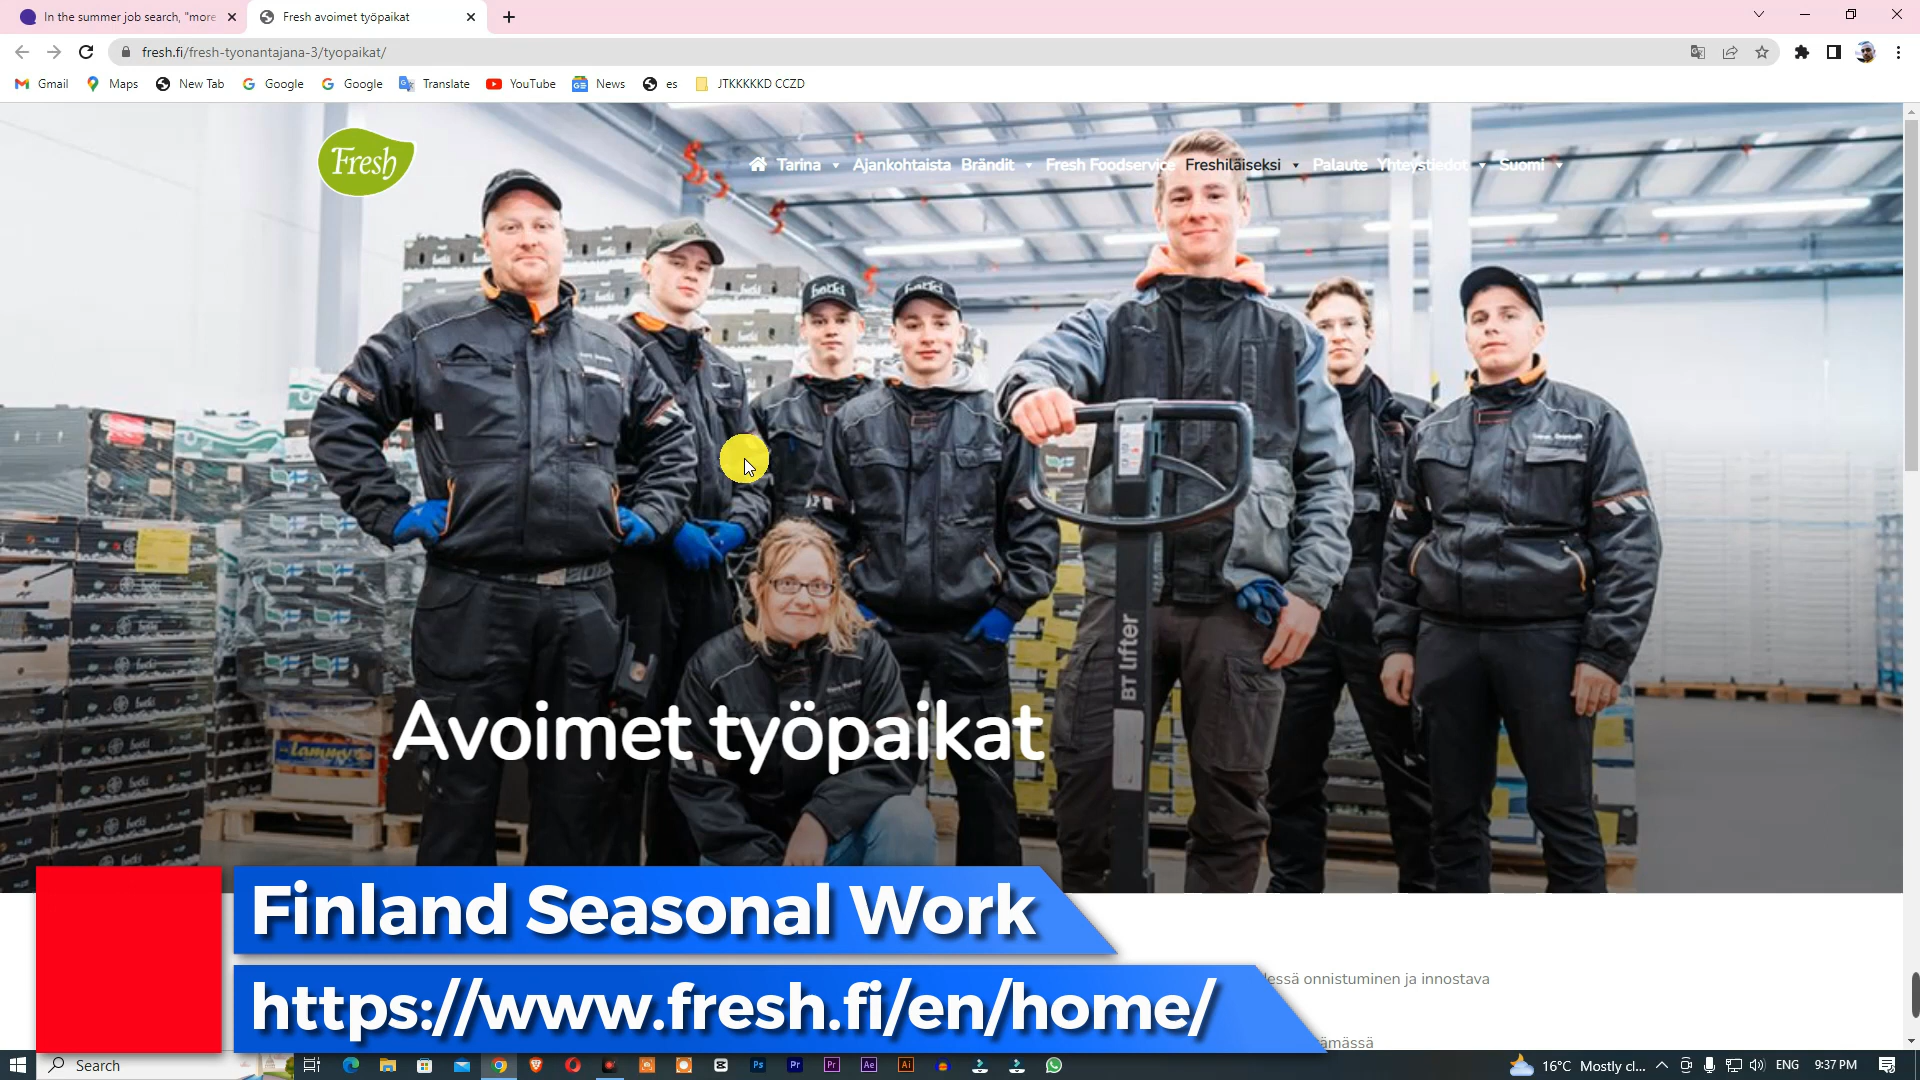 In the summer job search, "more
Fresh avoimet työpaikat
fresh.fi/fresh-tyonantajana-3/tyopaikat/
Gmail
Maps
New Tab
Google
Google
Translate
YouTube
News
es
JTKKKKKD CCZD
Fresh
Tarina
Ajankohtaista
Brändit
Fresh Foodservice
Freshiläiseksi
Palaute
Yhteystiedot
Suomi
hetki
hetki
BT lifter
Avoimet työpaikat
Finland Seasonal Work
https://www.fresh.fi/en/home/
essä onnistuminen ja innostava
ämässä
Search
16°C Mostly cl...
ENG
9:37 PM